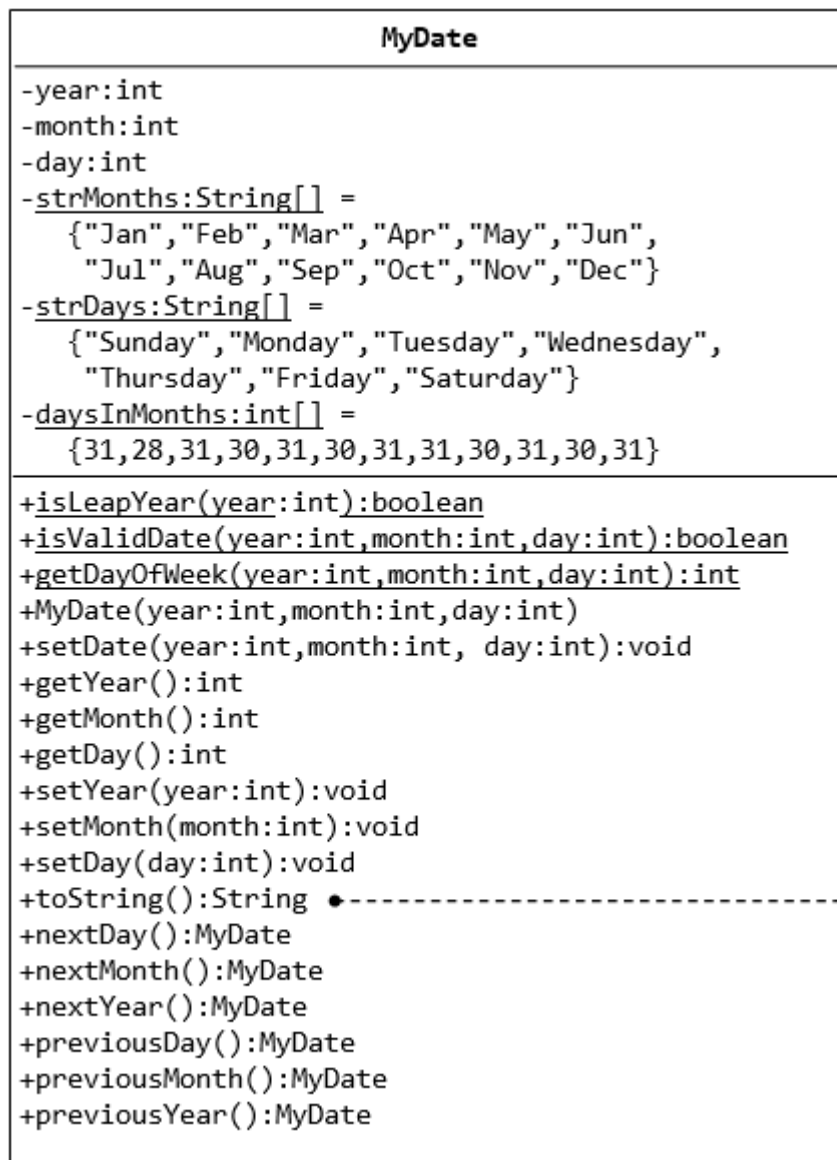 MyDate
-year:int
-month:int
-day:int
-strMonths:String[] =
{"Jan","Feb","Mar","Apr","May","Jun",
"Jul","Aug","Sep","Oct","Nov","Dec"}
-strDays:String[] =
{"Sunday","Monday","Tuesday","Wednesday",
"Thursday","Friday","Saturday"}
-daysInMonths:int[] =
{31,28,31,30,31,30,31,31,30,31,30,31}
+isLeapYear(year:int):boolean
+isValidDate(year:int,month:int,day:int):boolean
+getDayOfWeek(year:int,month:int,day:int):int
+MyDate(year:int,month:int,day:int)
+setDate(year:int,month:int, day:int):void
+getYear():int
+getMonth():int
+getDay():int
+setYear(year:int):void
+setMonth(month:int):void
+setDay(day:int):void
+toString():String
+nextDay():MyDate
+nextMonth():MyDate
+nextYear():MyDate
+previousDay():MyDate
+previousMonth():MyDate
+previousYear():MyDate